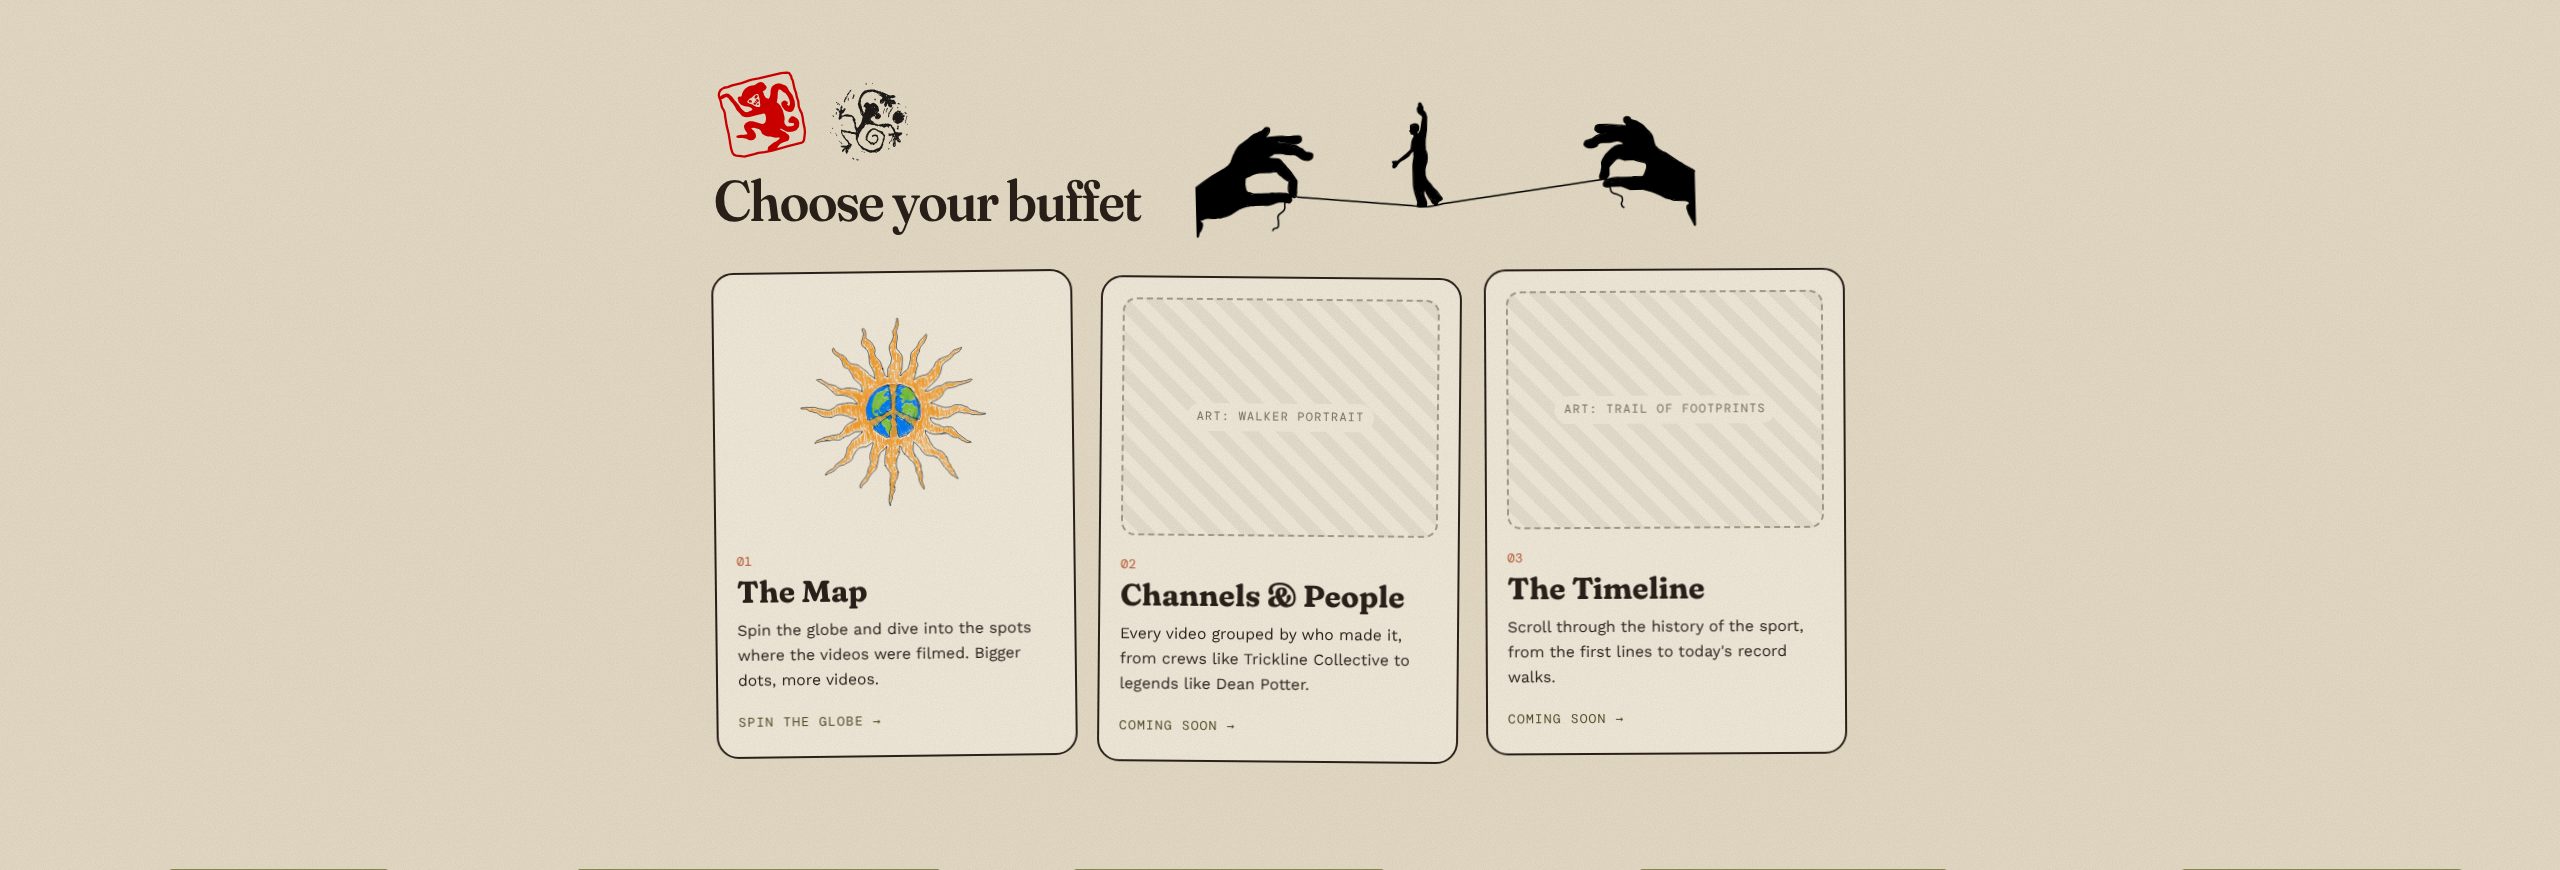 Choose your buffet
01
The Map
Spin the globe and dive into the spots
where the videos were filmed. Bigger
dots, more videos.
SPIN THE GLOBE →
ART: WALKER PORTRAIT
02
Channels & People
Every video grouped by who made it,
from crews like Trickline Collective to
legends like Dean Potter.
COMING SOON →
ART: TRAIL OF FOOTPRINTS
03
The Timeline
Scroll through the history of the sport,
from the first lines to today's record
walks.
COMING SOON →